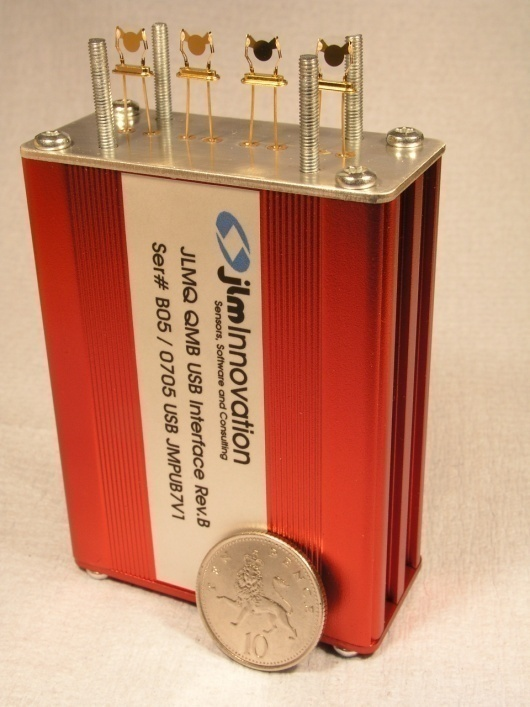 jlmInnovation
Sensors, Software and Consulting
JLMQ QMB USB Interface Rev.B
Ser# B05 / 0705 USB JMPUB7V1
TEN PENCE
10